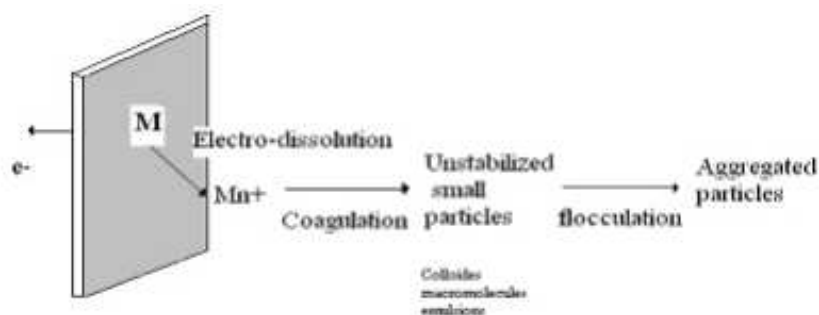 M
Electro-dissolution
e-
Mn+
Coagulation
Unstabilized
small
particles
flocculation
Aggregated
particles
Colloides
macromolecules
emulsions